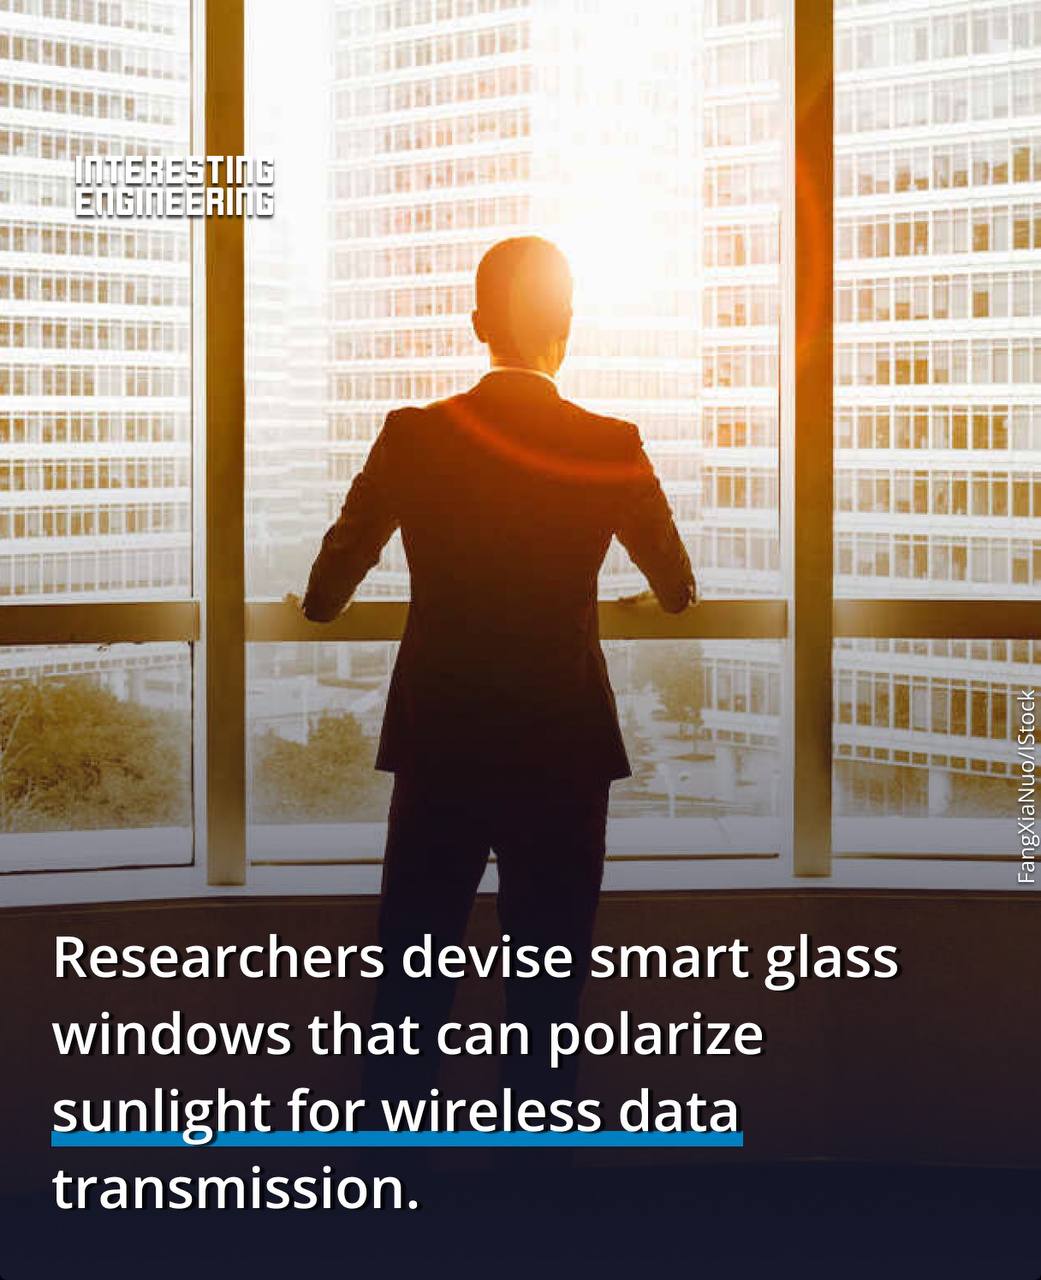 INTERESTING
ENGINEERING
FangXiaNuo/iStock
Researchers devise smart glass
windows that can polarize
sunlight for wireless data
transmission.